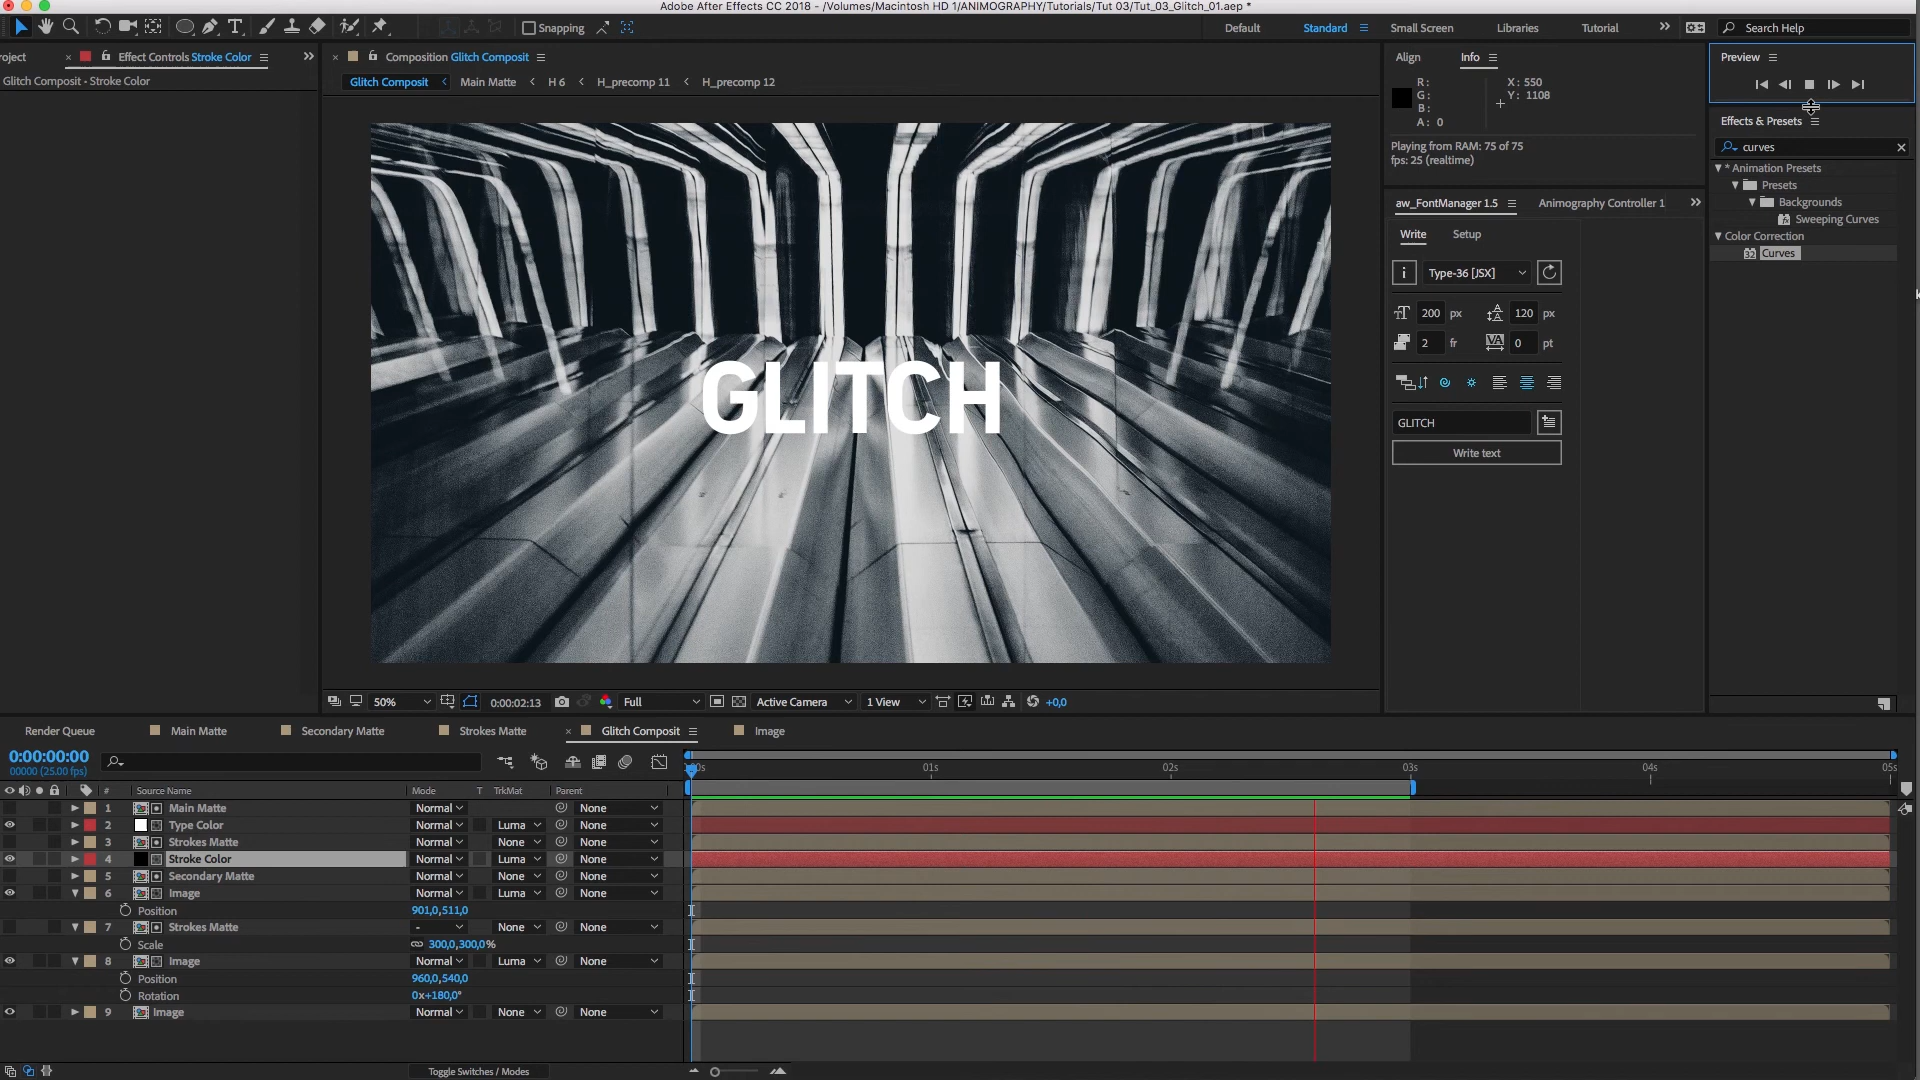 Adobe After Effects CC 2018 - /Volumes/Macintosh HD 1/ANIMOGRAPHY/Tutorials/Tut 03/Tut_03_Glitch_01.aep *
Snapping
Default Standard Small Screen Libraries Tutorial Search Help
roject Effect Controls Stroke Color
Glitch Composit - Stroke Color
Composition Glitch Composit
Glitch Composit Main Matte H 6 H_precomp 11 H_precomp 12
GLITCH
50% 0:00:02:13 Full Active Camera 1 View +0,0
Align Info
R: X: 550
G: Y: 1108
B:
A: 0
Playing from RAM: 75 of 75
fps: 25 (realtime)
aw_FontManager 1.5 Animography Controller 1
Write Setup
i Type-36 [JSX]
200 px 120 px
2 fr VA 0 pt
GLITCH
Write text
Preview
Effects & Presets
curves
* Animation Presets
Presets
Backgrounds
Sweeping Curves
Color Correction
32 Curves
Render Queue Main Matte Secondary Matte Strokes Matte Glitch Composit Image
0:00:00:00
00000 (25.00 fps)
01s 02s 03s 04s 05s
# Source Name Mode T TrkMat Parent
1 Main Matte Normal None
2 Type Color Normal Luma None
3 Strokes Matte Normal None None
4 Stroke Color Normal Luma None
5 Secondary Matte Normal None None
6 Image Normal Luma None
Position 901,0,511,0
7 Strokes Matte - None None
Scale 300,0,300,0%
8 Image Normal Luma None
Position 960,0,540,0
Rotation 0x+180,0°
9 Image Normal None None
Toggle Switches / Modes